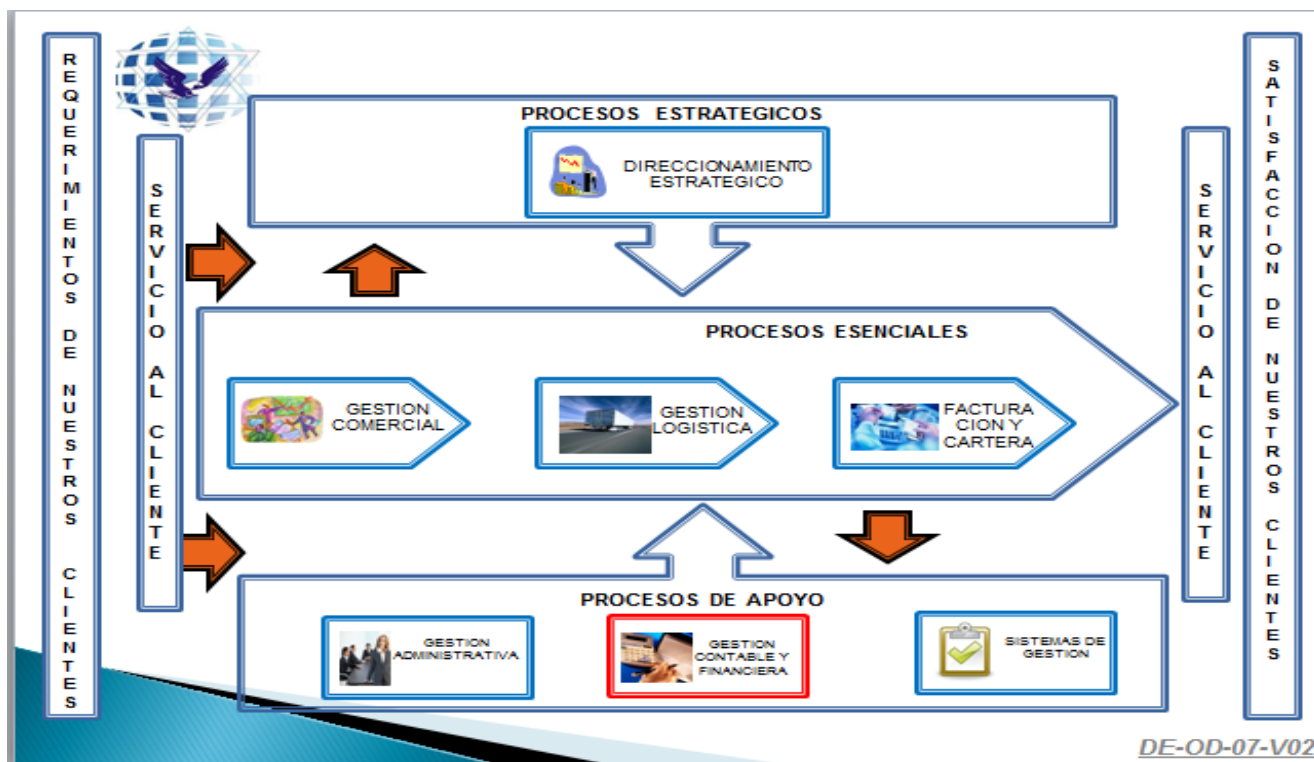 REQUERIMIENTOS DE NUESTROS CLIENTES
SERVICIO AL CLIENTE
PROCESOS ESTRATEGICOS
DIRECCIONAMIENTO
ESTRATEGICO
PROCESOS ESENCIALES
GESTION
COMERCIAL
GESTION
LOGISTICA
FACTURA
CION Y
CARTERA
PROCESOS DE APOYO
GESTION
ADMINISTRATIVA
GESTION
CONTABLE Y
FINANCIERA
SISTEMAS DE
GESTION
SERVICIO AL CLIENTE
SATISFACCION DE NUESTROS CLIENTES
DE-OD-07-V02